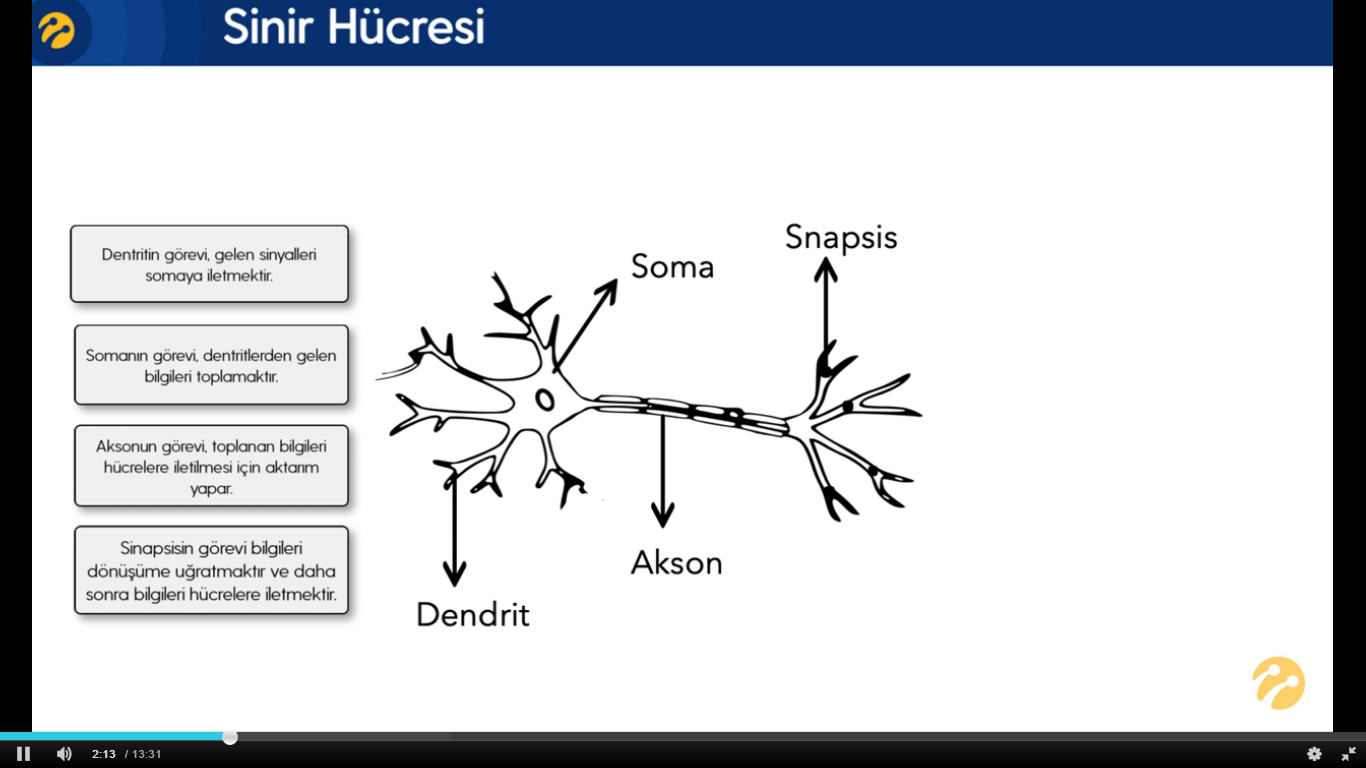 Sinir Hücresi
Dentritin görevi, gelen sinyalleri
somaya iletmektir.
Somanın görevi, dentritlerden gelen
bilgileri toplamaktır.
Aksonun görevi, toplanan bilgileri
hücrelere iletilmesi için aktarım
yapar.
Sinapsisin görevi bilgileri
dönüşüme uğratmaktır ve daha
sonra bilgileri hücrelere iletmektir.
Soma
Snapsis
Akson
Dendrit
2:13 / 13:31